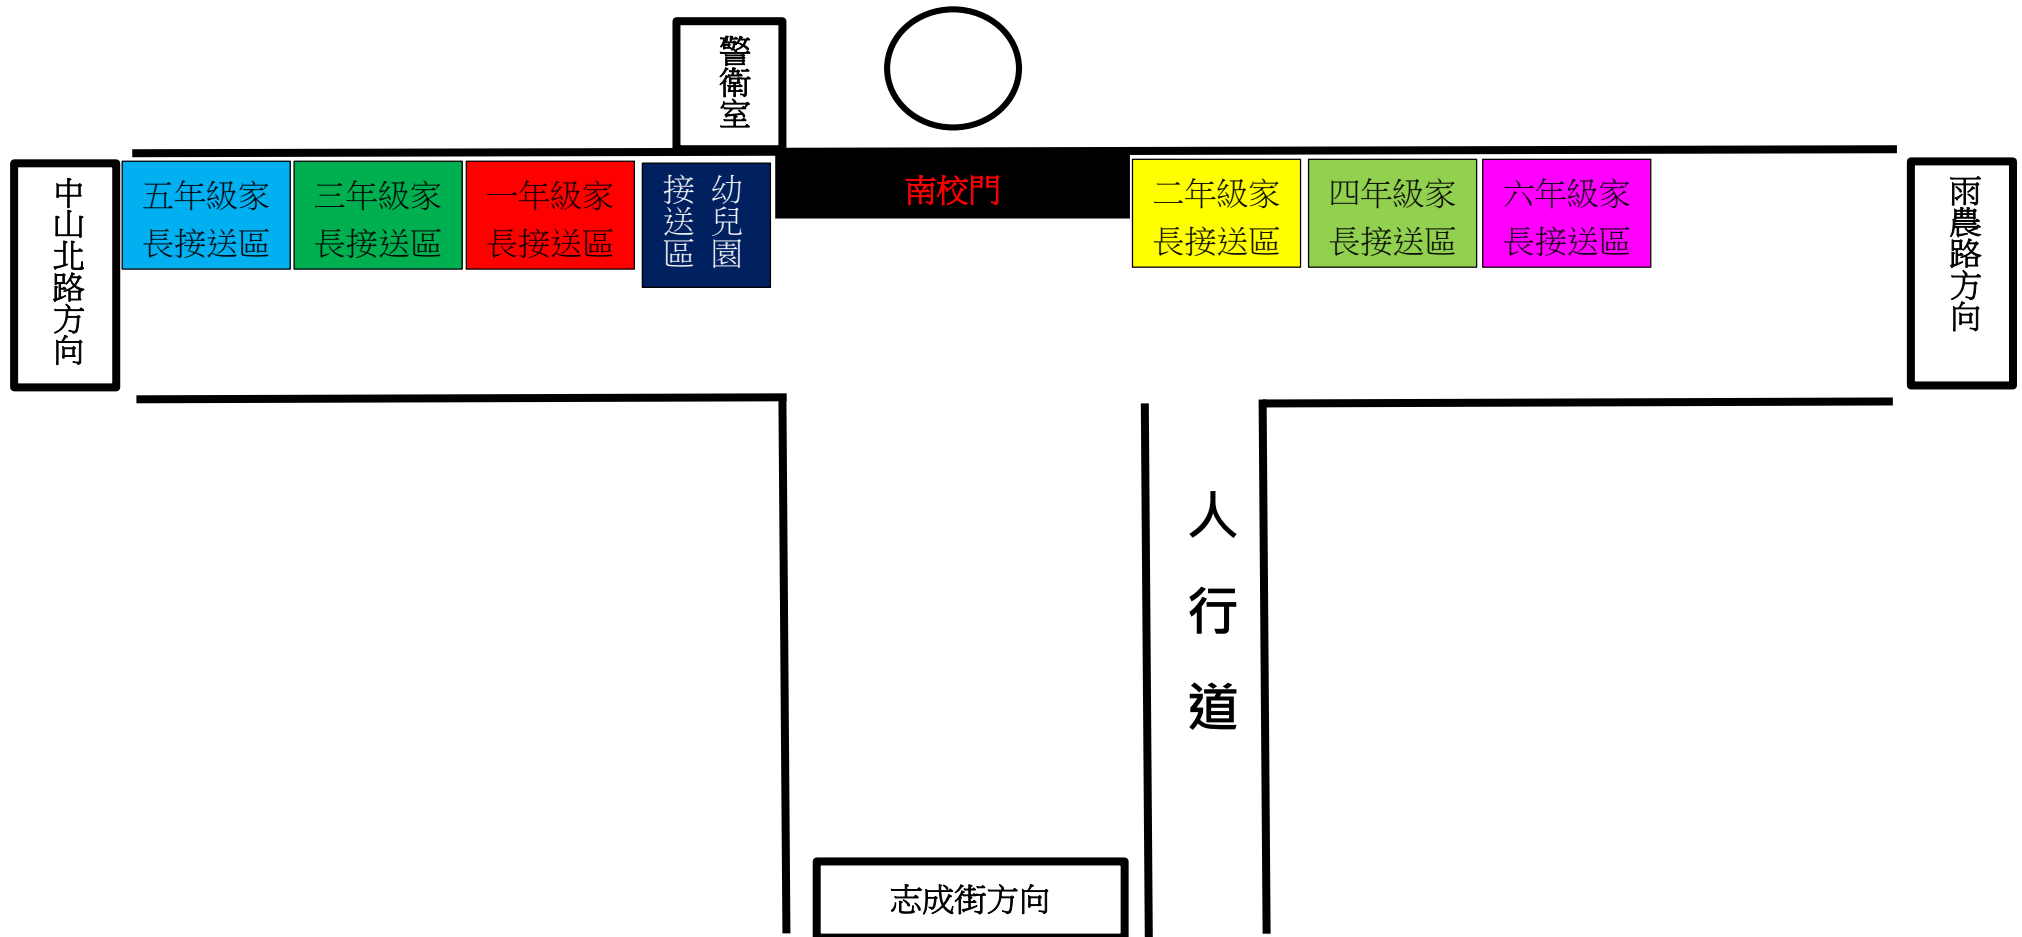 警衛室
中山北路方向
五年級家
長接送區
三年級家
長接送區
一年級家
長接送區
幼兒園
接送區
南校門
二年級家
長接送區
四年級家
長接送區
六年級家
長接送區
雨農路方向
人行道
志成街方向